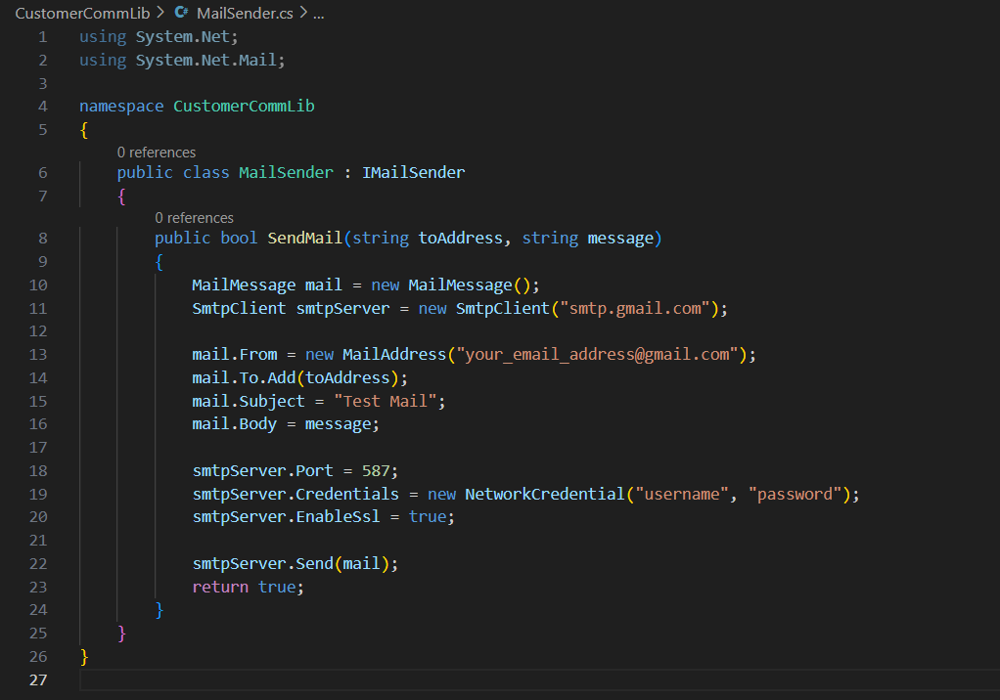 CustomerCommLib > C# MailSender.cs > ...
1 using System.Net;
2 using System.Net.Mail;
3
4 namespace CustomerCommLib
5 {
0 references
6 public class MailSender : IMailSender
7 {
0 references
8 public bool SendMail(string toAddress, string message)
9 {
10 MailMessage mail = new MailMessage();
11 SmtpClient smtpServer = new SmtpClient("smtp.gmail.com");
12
13 mail.From = new MailAddress("your_email_address@gmail.com");
14 mail.To.Add(toAddress);
15 mail.Subject = "Test Mail";
16 mail.Body = message;
17
18 smtpServer.Port = 587;
19 smtpServer.Credentials = new NetworkCredential("username", "password");
20 smtpServer.EnableSsl = true;
21
22 smtpServer.Send(mail);
23 return true;
24 }
25 }
26 }
27